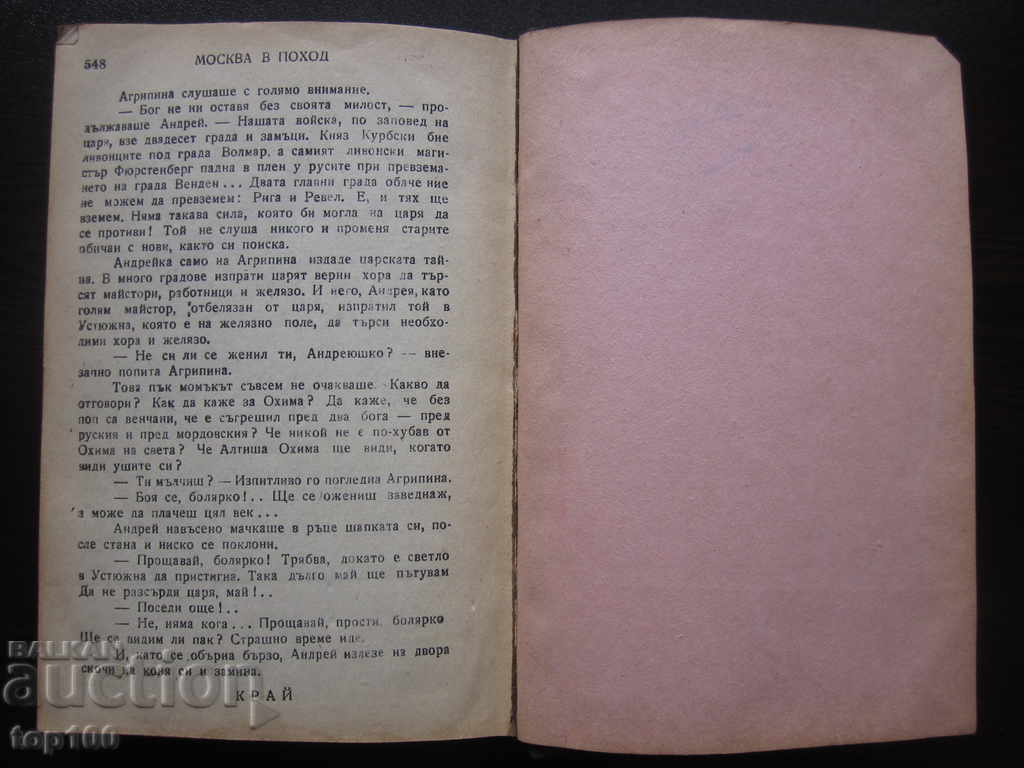 548 МОСКВА В ПОХОД
Агрипина слушаше с голямо внимание.
— Бог не ни оставя без своята милост, — про-
дължаваше Андрей. — Нашата войска, по заповед на
царя, взе двадесет града и замъци. Княз Курбски бие
ливонците под града Волмар, а самият ливонски маги-
стър Фюрстенберг падна в плен у русите при превзема-
нето на града Венден... Двата главни града обаче ние
не можем да превземем: Рига и Ревел. Е, и тях ще
вземем. Няма такава сила, която би могла на царя да
се противи! Той не слуша никого и променя старите
обичаи с нови, както си поиска.
Андрейка само на Агрипина издаде царската тай-
на. В много градове изпрати царят верни хора да тър-
сят майстори, работници и желязо. И него, Андрея, като
голям майстор, отбелязан от царя, изпратил той в
Устюжна, която е на желязно поле, да търси необхо-
лими хора и желязо.
— Не си ли се женил ти, Андреюшко? — вне-
запно попита Агрипина.
Това пък момъкът съвсем не очакваше. Какво да
отговори? Как да каже за Охима? Да каже, че без
поп са венчани, че е съгрешил пред два бога — пред
руския и пред мордовския? Че никой не е по-хубав от
Охима на света? Че Алтиша Охима ще види, когато
види ушите си?
— Ти мълчиш? — Изпитливо го погледна Агрипина.
— Боя се, болярко!.. Ще се ожениш заведнаж,
а може да плачеш цял век...
Андрей навъсено мачкаше в ръце шапката си, по-
сле стана и ниско се поклони.
— Прощавай, болярко! Трябва, докато е светло
в Устюжна да пристигна. Така дълго май ще пътувам
Да не разсърдя царя, май!..
— Поседи още!..
— Не, няма кога... Прощавай, прости, болярко
Ще се видим ли пак? Страшно време иде.
И, като се обърна бързо, Андрей излезе на двора
скочи на коня си и замина.
КРАЙ
BALKAN
auction
top100